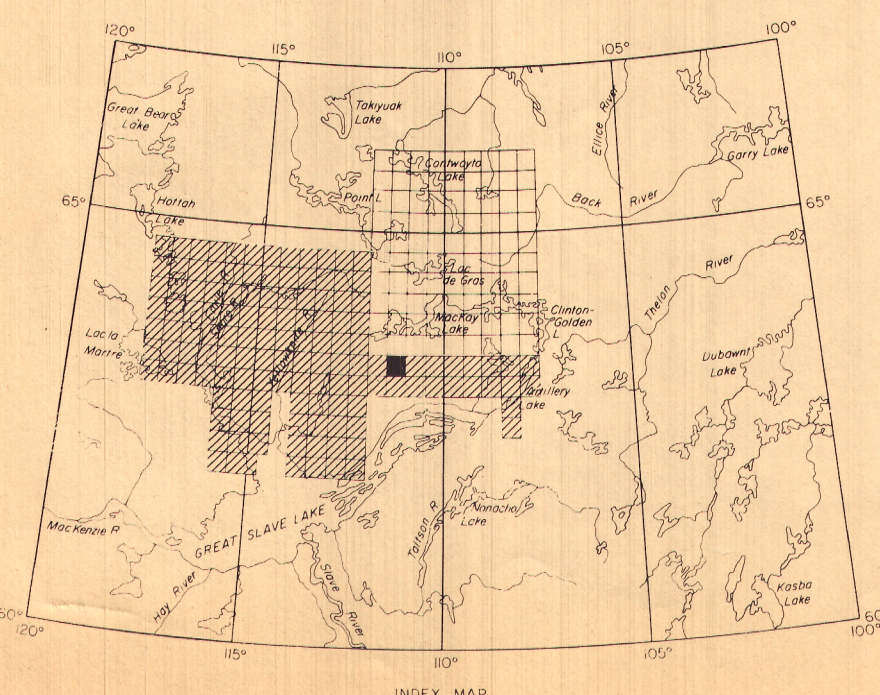 120°
115°
110°
105°
100°
Great Bear
Lake
Takiyuak
Lake
Ellice River
Garry Lake
Contwoyto
Lake
Point L
Back River
Hottah
Lake
65°
65°
Lac
de Gras
Thelon River
MacKay
Lake
Clinton-
Golden
L
Yellowknife R
Lac la
Martre
Dubawnt
Lake
Artillery
Lake
MacKenzie R
GREAT SLAVE LAKE
Taltson R
Nonacho
Lake
Hay River
Slave River
Kasba
Lake
60°
120°
115°
110°
105°
60
100°
INDEX MAP